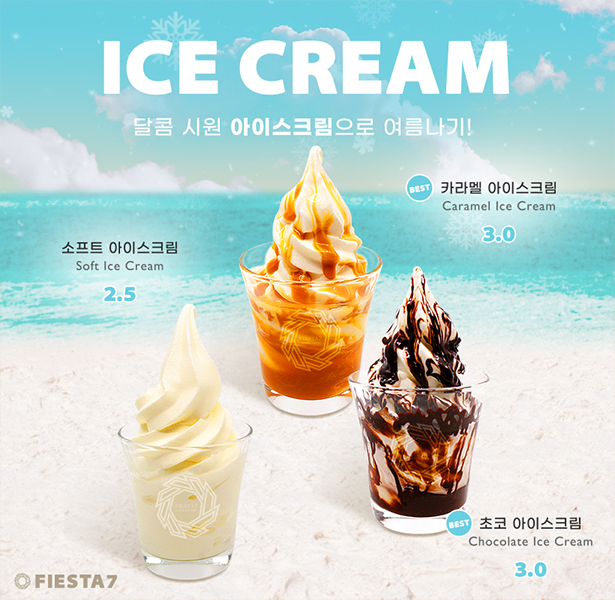 ICE CREAM
달콤 시원 아이스크림으로 여름나기!
BEST 카라멜 아이스크림
Caramel Ice Cream
3.0
소프트 아이스크림
Soft Ice Cream
2.5
BEST 초코 아이스크림
Chocolate Ice Cream
3.0
FIESTA7